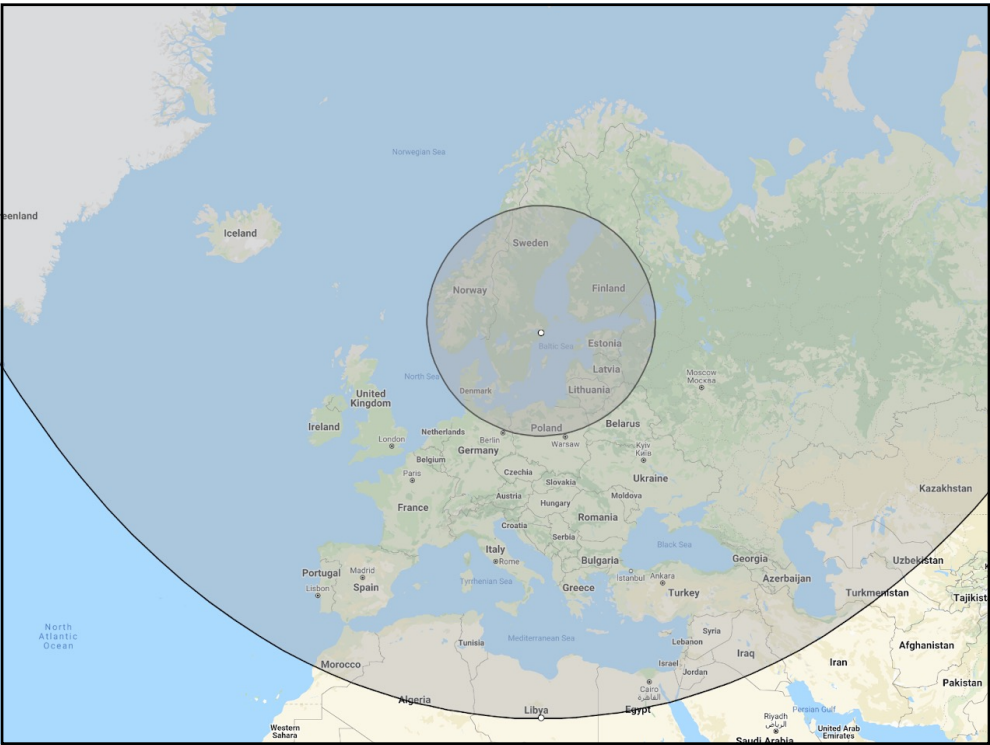 Norwegian Sea
eenland
Iceland
Sweden
Norway
Finland
Baltic Sea
Estonia
Latvia
Lithuania
Moscow
Москва
North Sea
Denmark
United
Kingdom
Ireland
London
Netherlands
Berlin
Poland
Warsaw
Belarus
Germany
Belgium
Kyiv
Київ
Paris
Czechia
Slovakia
Ukraine
Kazakhstan
France
Austria
Hungary
Moldova
Romania
Croatia
Serbia
Black Sea
Italy
Rome
Bulgaria
Georgia
Uzbekistan
Portugal
Madrid
Spain
Lisbon
Tyrrhenian Sea
Greece
İstanbul
Ankara
Turkey
Azerbaijan
Turkmenistan
Tajikist
North
Atlantic
Ocean
Tunisia
Mediterranean Sea
Syria
Lebanon
Iraq
Israel
Jordan
Iran
Afghanistan
Pakistan
Morocco
Algeria
Libya
Cairo
القاهرة
Egypt
Persian Gulf
Riyadh
الرياض
Western
Sahara
United Arab
Emirates
Saudi Arabia